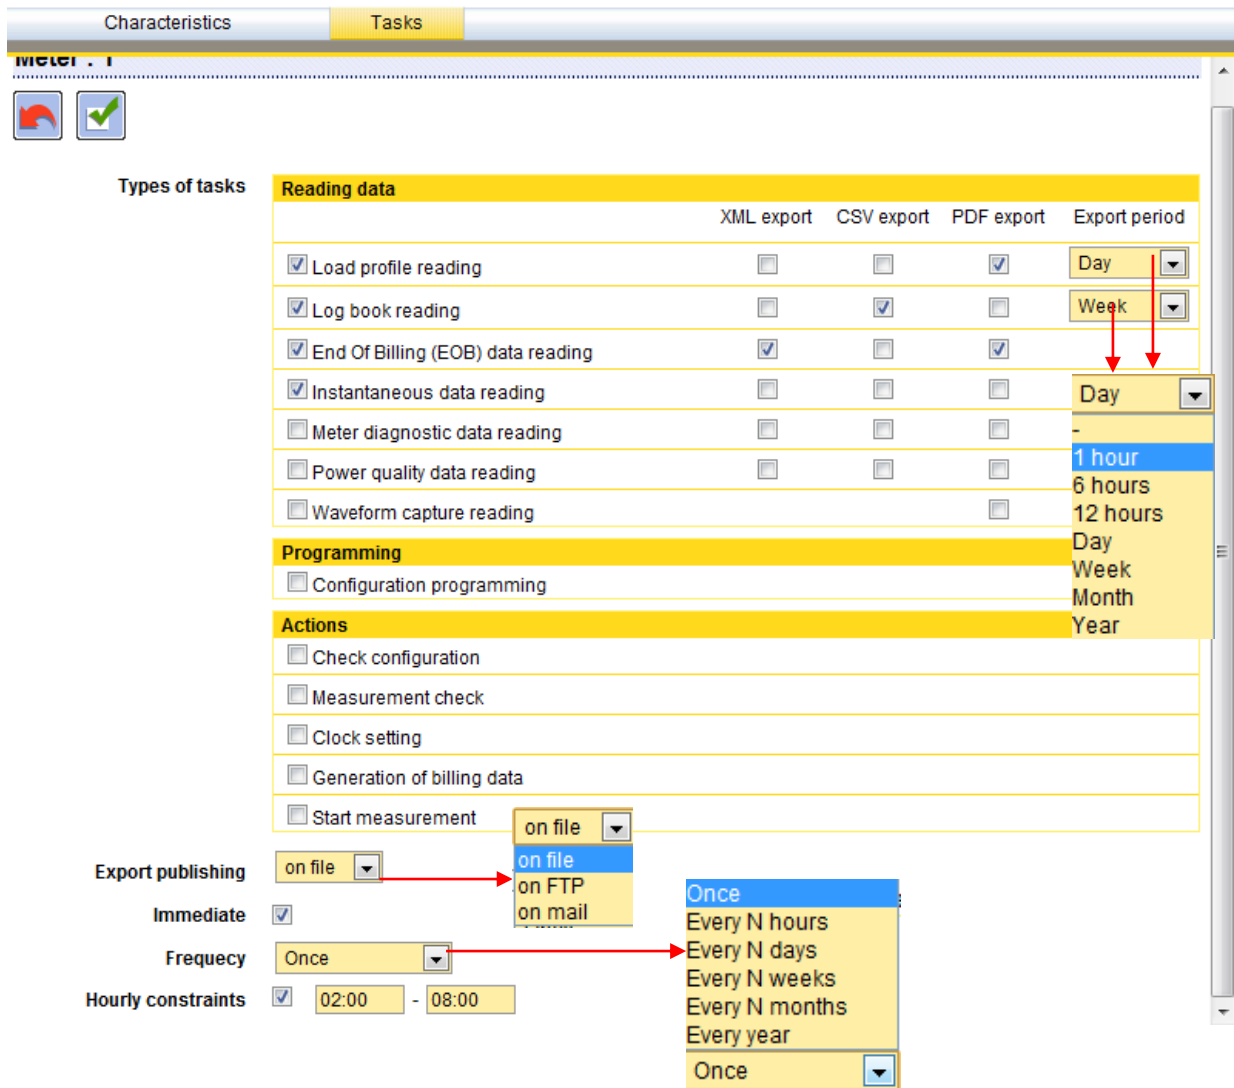 Characteristics Tasks
Meter : 1
Types of tasks Reading data
XML export CSV export PDF export Export period
Load profile reading Day
Log book reading Week
End Of Billing (EOB) data reading
Instantaneous data reading
Meter diagnostic data reading
Power quality data reading
Waveform capture reading
Day
-
1 hour
6 hours
12 hours
Day
Week
Month
Year
Programming
Configuration programming
Actions
Check configuration
Measurement check
Clock setting
Generation of billing data
Start measurement
Export publishing on file
on file
on file
on FTP
on mail
Immediate
Frequecy Once
Once
Every N hours
Every N days
Every N weeks
Every N months
Every year
Once
Hourly constraints 02:00 - 08:00